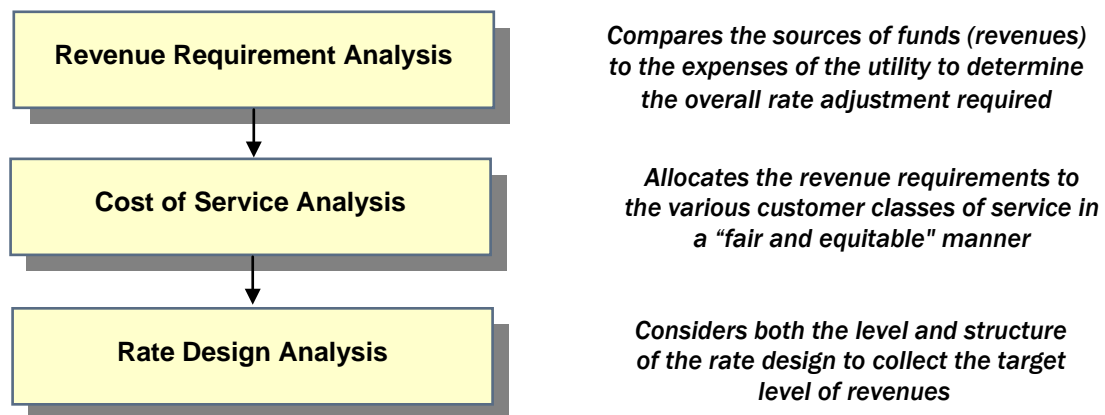 Revenue Requirement Analysis
Compares the sources of funds (revenues)
to the expenses of the utility to determine
the overall rate adjustment required
Cost of Service Analysis
Allocates the revenue requirements to
the various customer classes of service in
a “fair and equitable" manner
Rate Design Analysis
Considers both the level and structure
of the rate design to collect the target
level of revenues